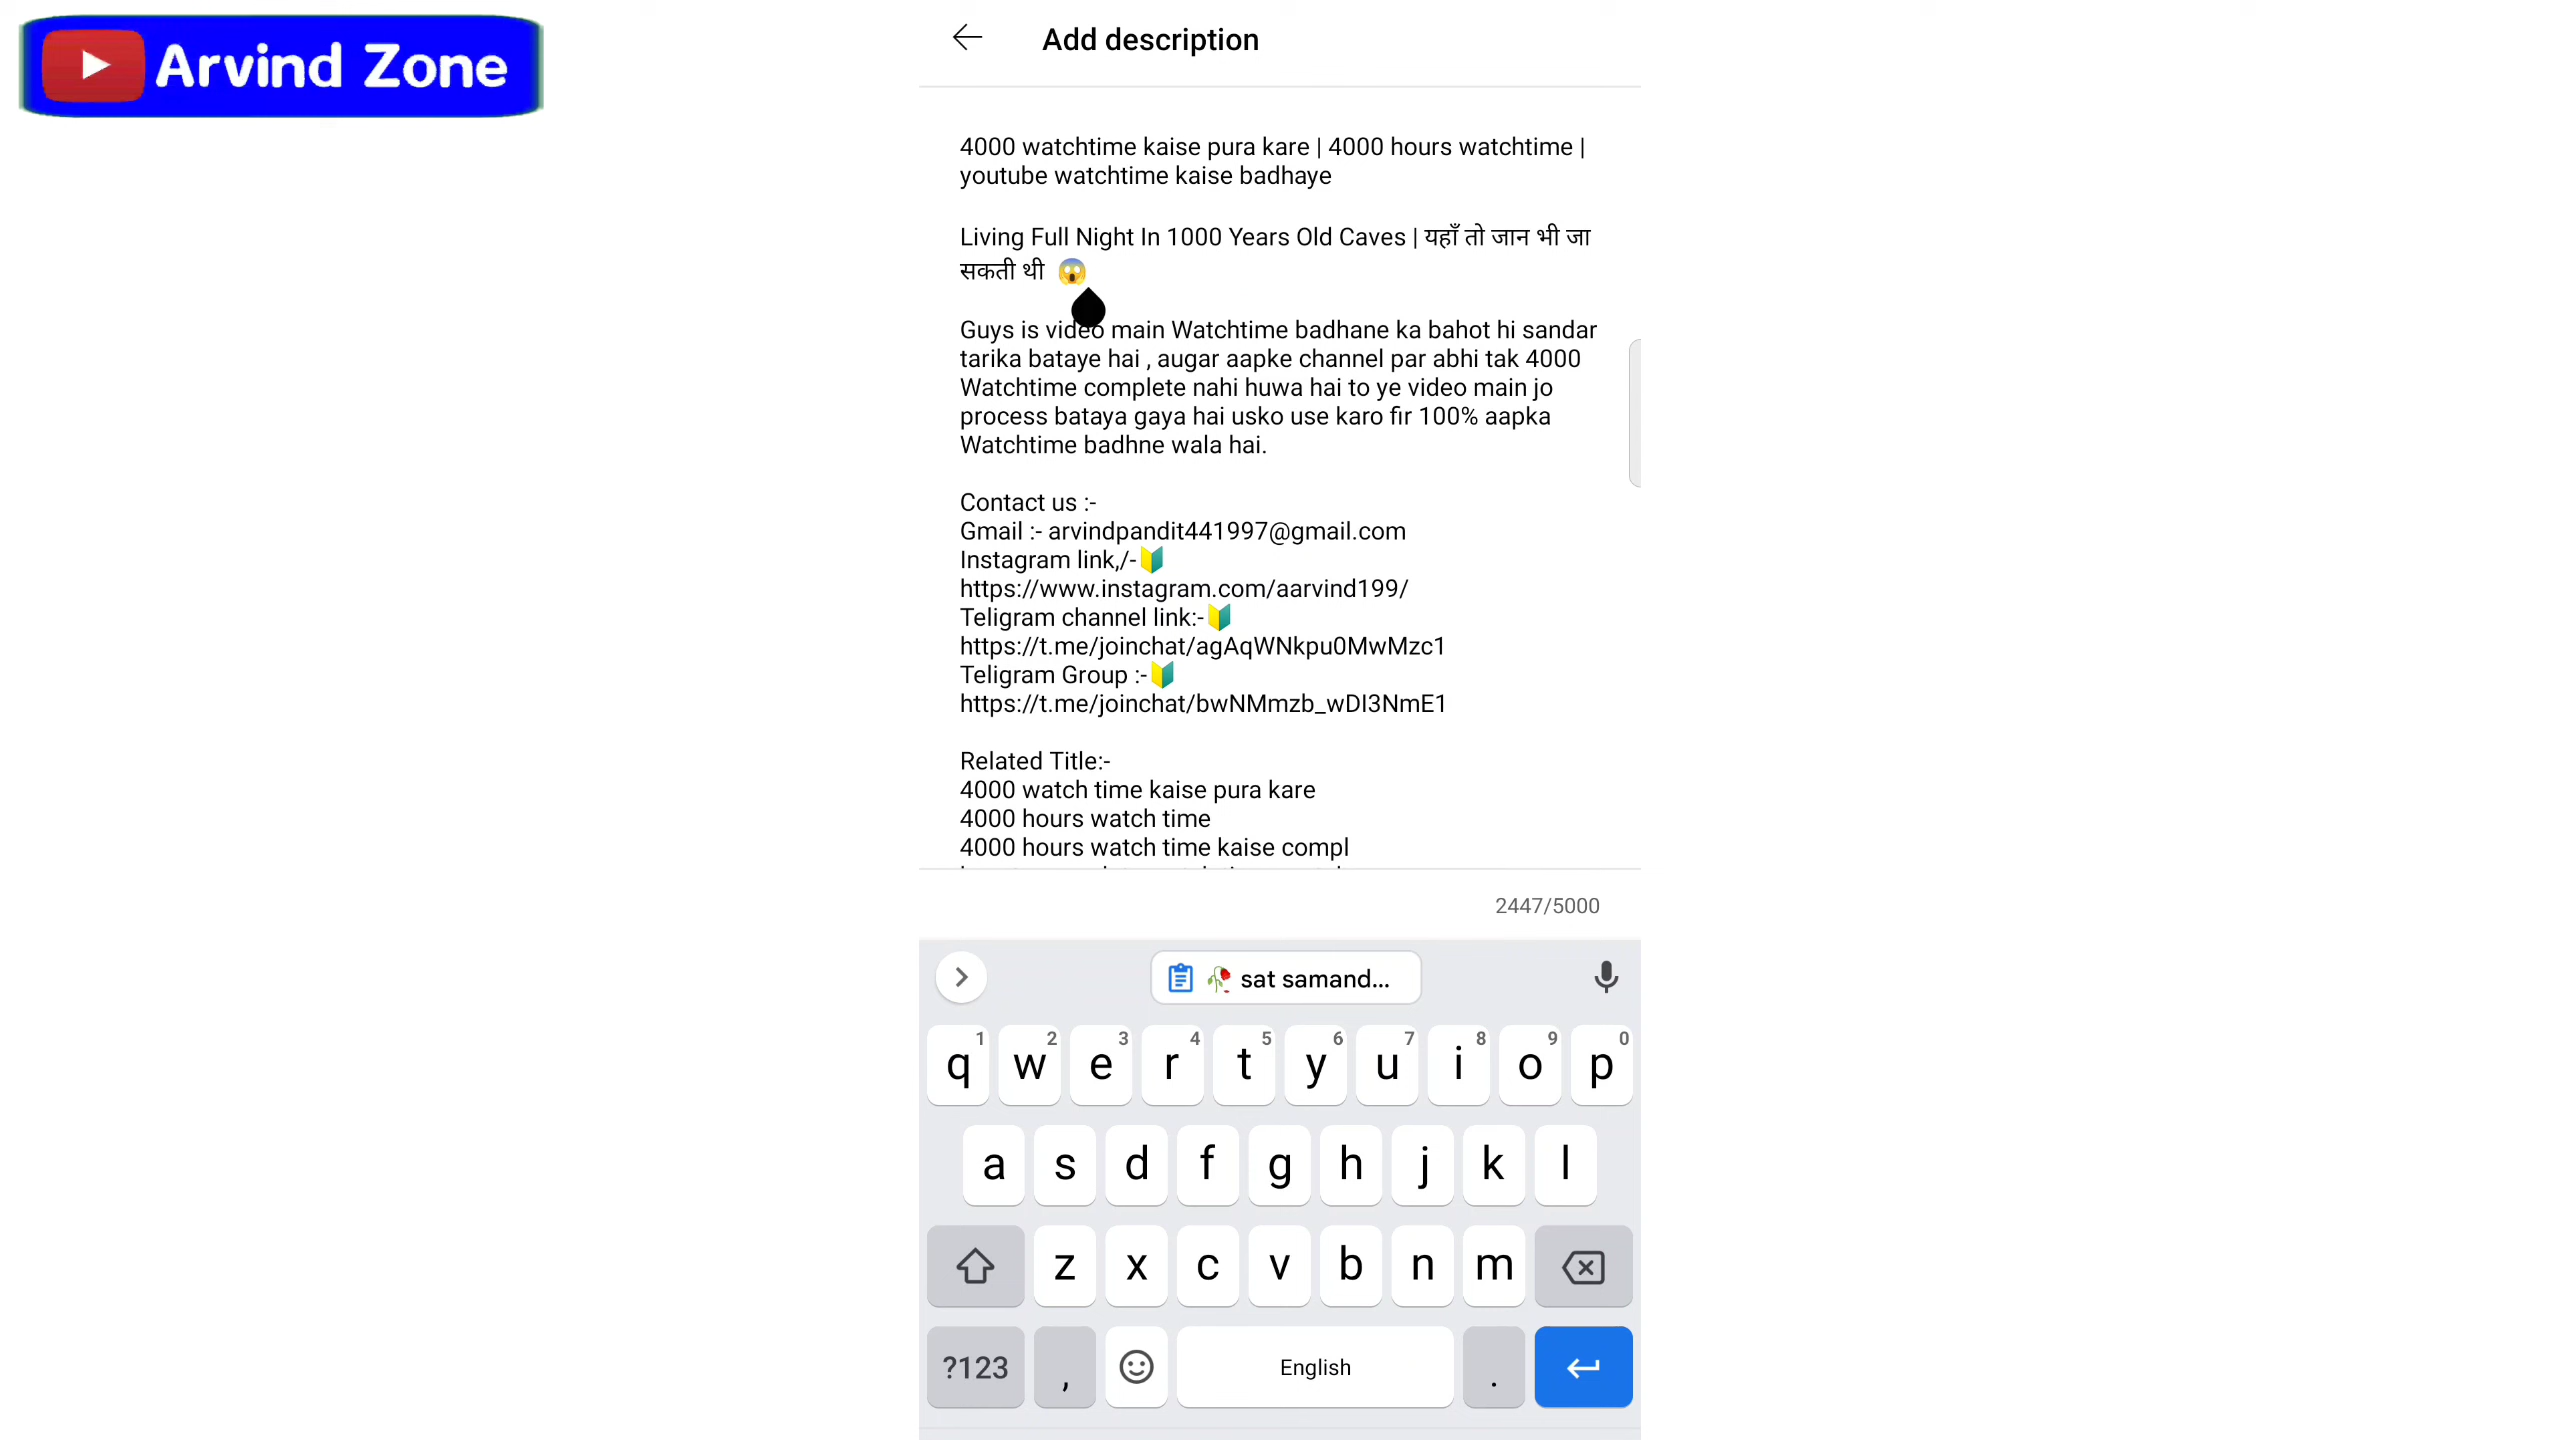 Arvind Zone
Add description
4000 watchtime kaise pura kare | 4000 hours watchtime |
youtube watchtime kaise badhaye
Living Full Night In 1000 Years Old Caves | यहाँ तो जान भी जा
सकती थी 😱
Guys is video main Watchtime badhane ka bahot hi sandar
tarika bataye hai , augar aapke channel par abhi tak 4000
Watchtime complete nahi huwa hai to ye video main jo
process bataya gaya hai usko use karo fir 100% aapka
Watchtime badhne wala hai.
Contact us :-
Gmail :- arvindpandit441997@gmail.com
Instagram link,/-🔰
https://www.instagram.com/aarvind199/
Teligram channel link:-🔰
https://t.me/joinchat/agAqWNkpu0MwMzc1
Teligram Group :-🔰
https://t.me/joinchat/bwNMmzb_wDI3NmE1
Related Title:-
4000 watch time kaise pura kare
4000 hours watch time
4000 hours watch time kaise compl
2447/5000
🥀 sat samand...
1 2 3 4 5 6 7 8 9 0
q w e r t y u i o p
a s d f g h j k l
z x c v b n m
?123 , English .